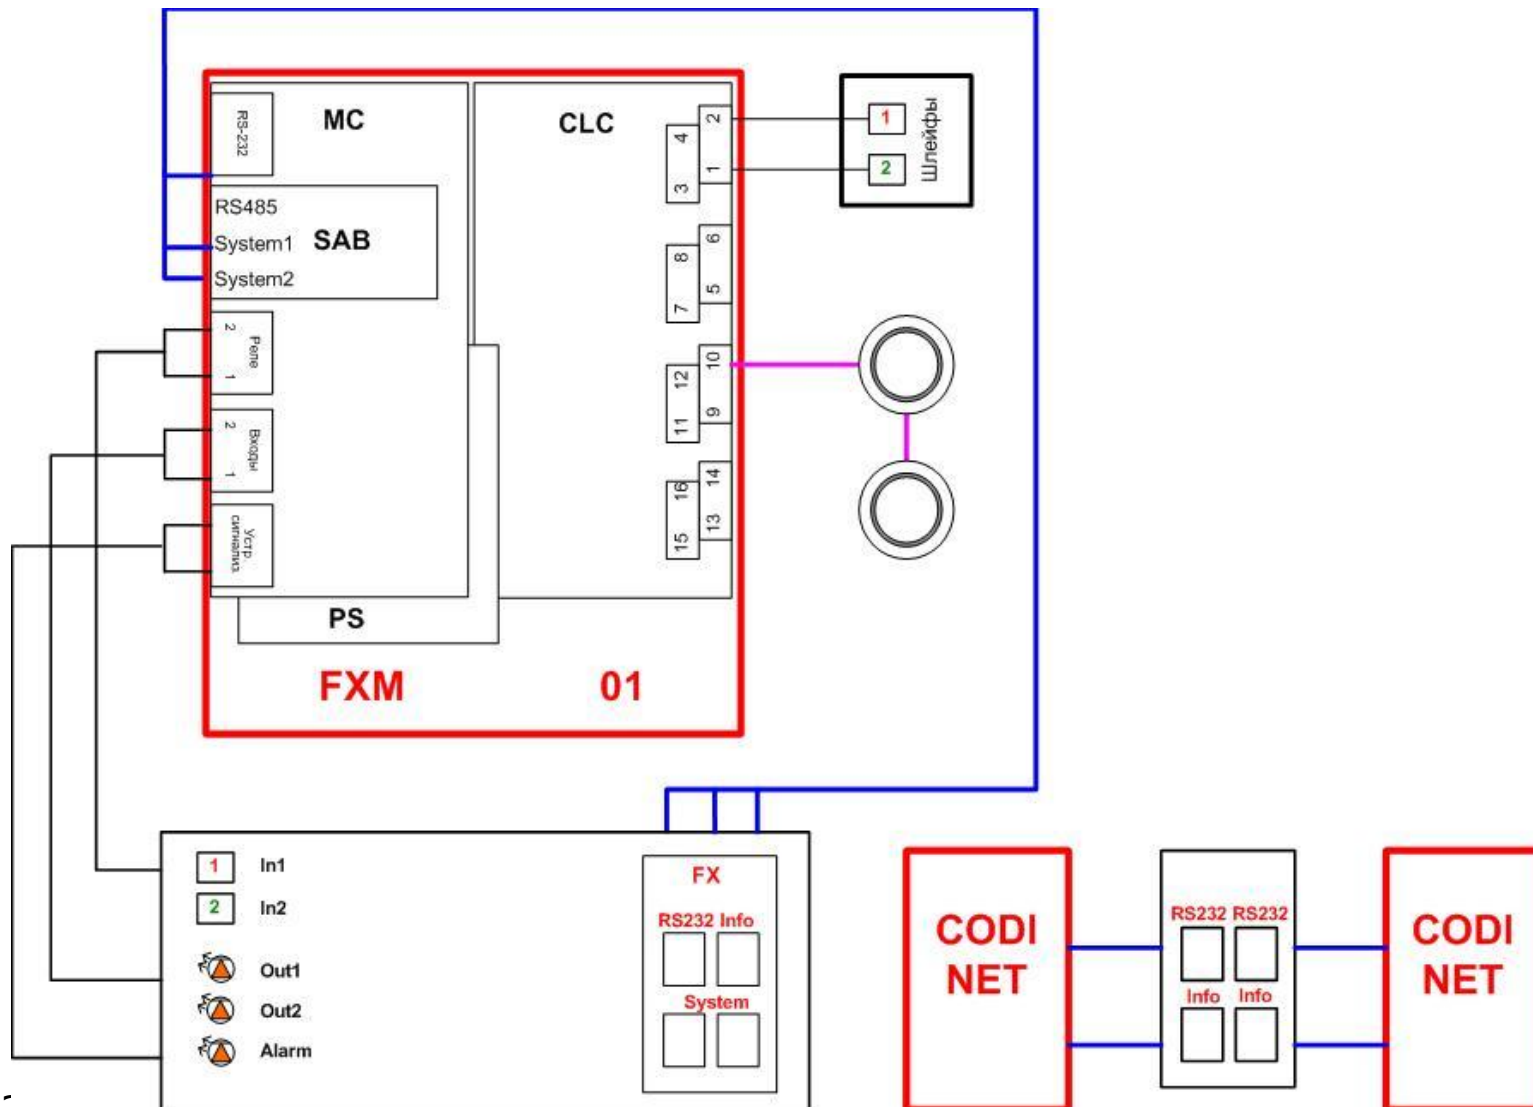 RS-232
MC
CLC
RS485
System1
SAB
System2
2
Реле
1
2
Входы
1
Устр.
сигнализ.
PS
FXM
01
4
2
3
1
8
6
7
5
12
10
11
9
16
14
15
13
1
2
Шлейфы
1
In1
2
In2
Out1
Out2
Alarm
FX
RS232 Info
System
CODI
NET
RS232 RS232
Info Info
CODI
NET